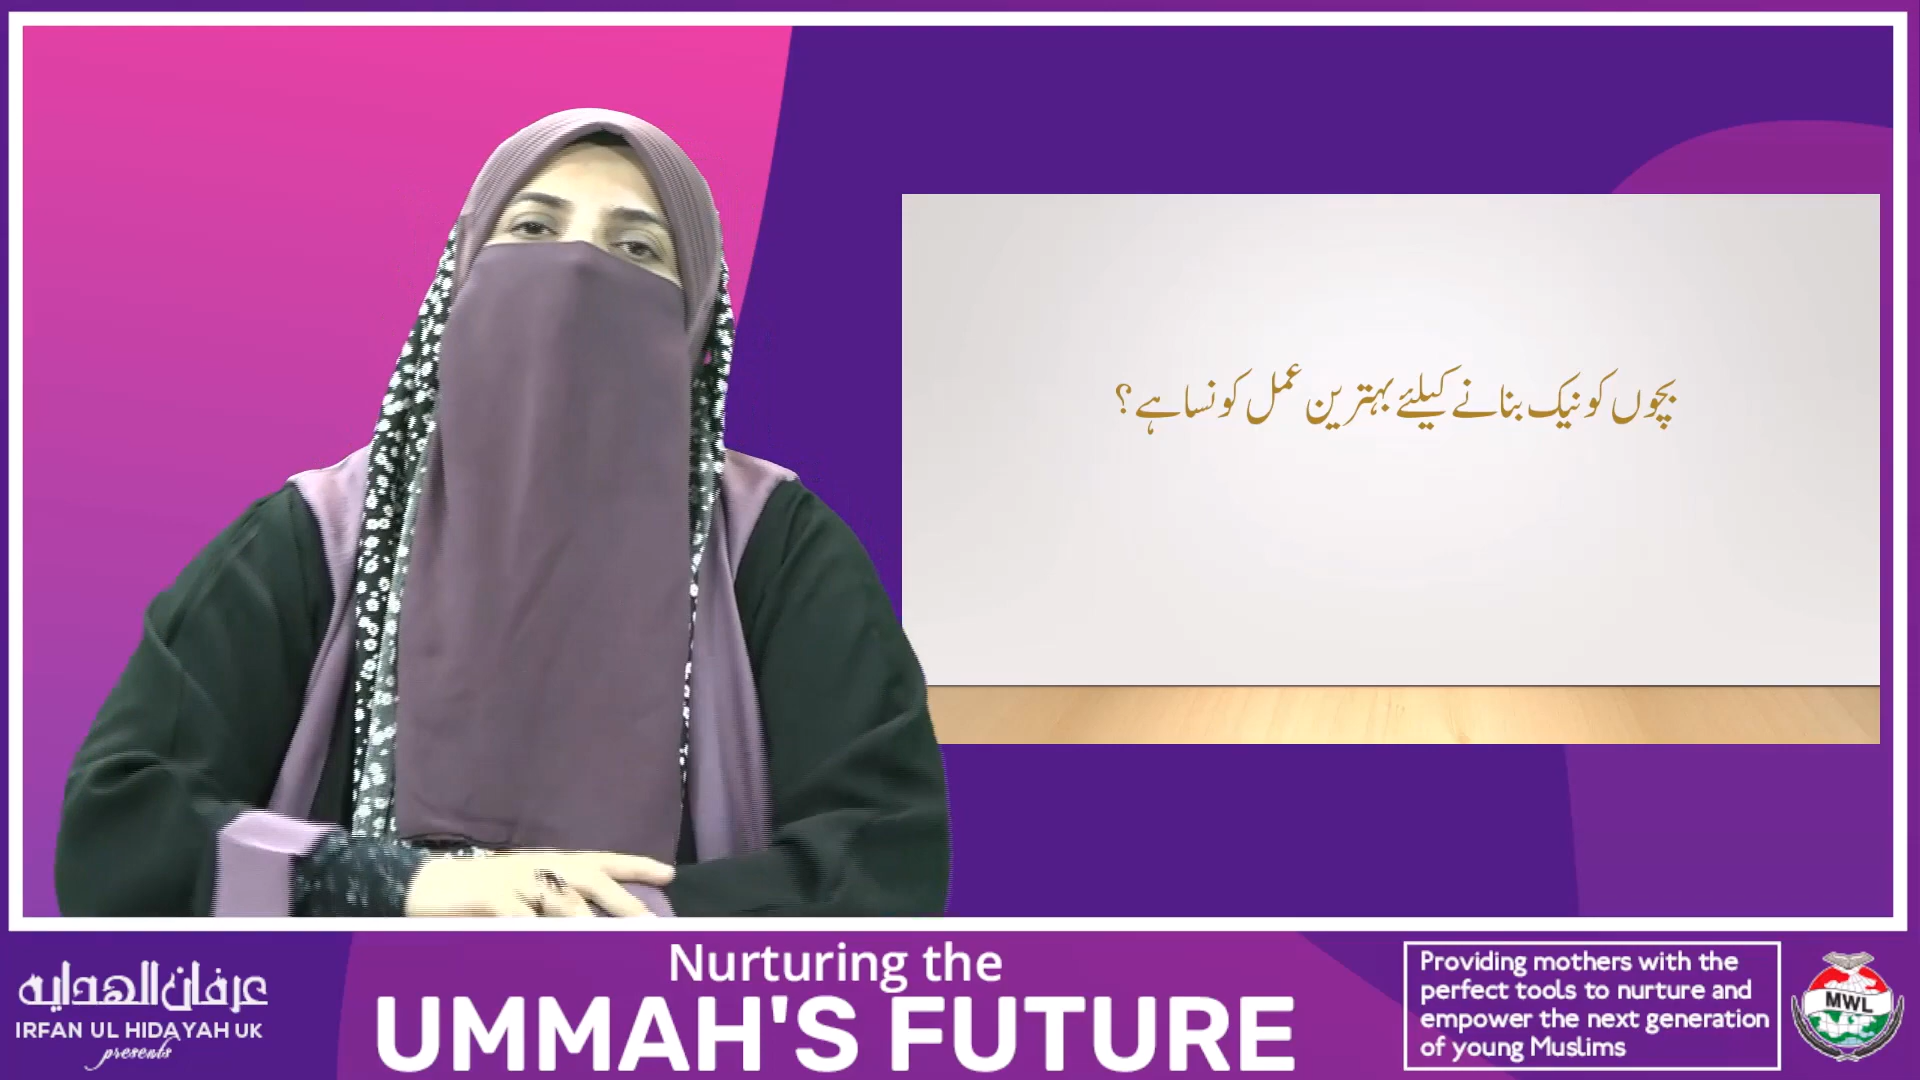 بچوں کو نیک بنانے کیلئے بہترین عمل کونسا ہے؟
عرفان الهدايه
IRFAN UL HIDAYAH UK
presents
Nurturing the
UMMAH'S FUTURE
Providing mothers with the
perfect tools to nurture and
empower the next generation
of young Muslims
MWL